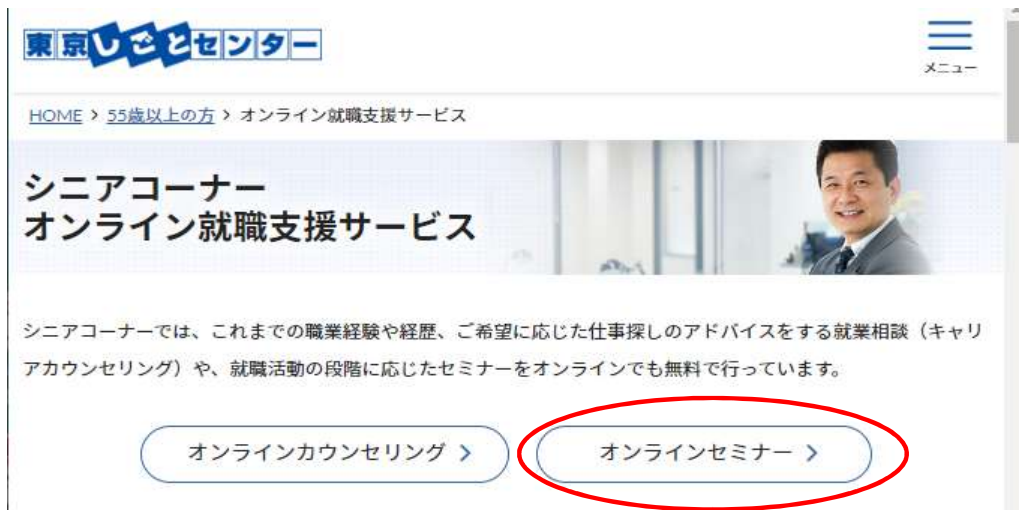 東京しごとセンター
メニュー
HOME > 55歳以上の方 > オンライン就職支援サービス
シニアコーナー
オンライン就職支援サービス
シニアコーナーでは、これまでの職業経験や経歴、ご希望に応じた仕事探しのアドバイスをする就業相談（キャリ
アカウンセリング）や、就職活動の段階に応じたセミナーをオンラインでも無料で行っています。
オンラインカウンセリング >
オンラインセミナー >